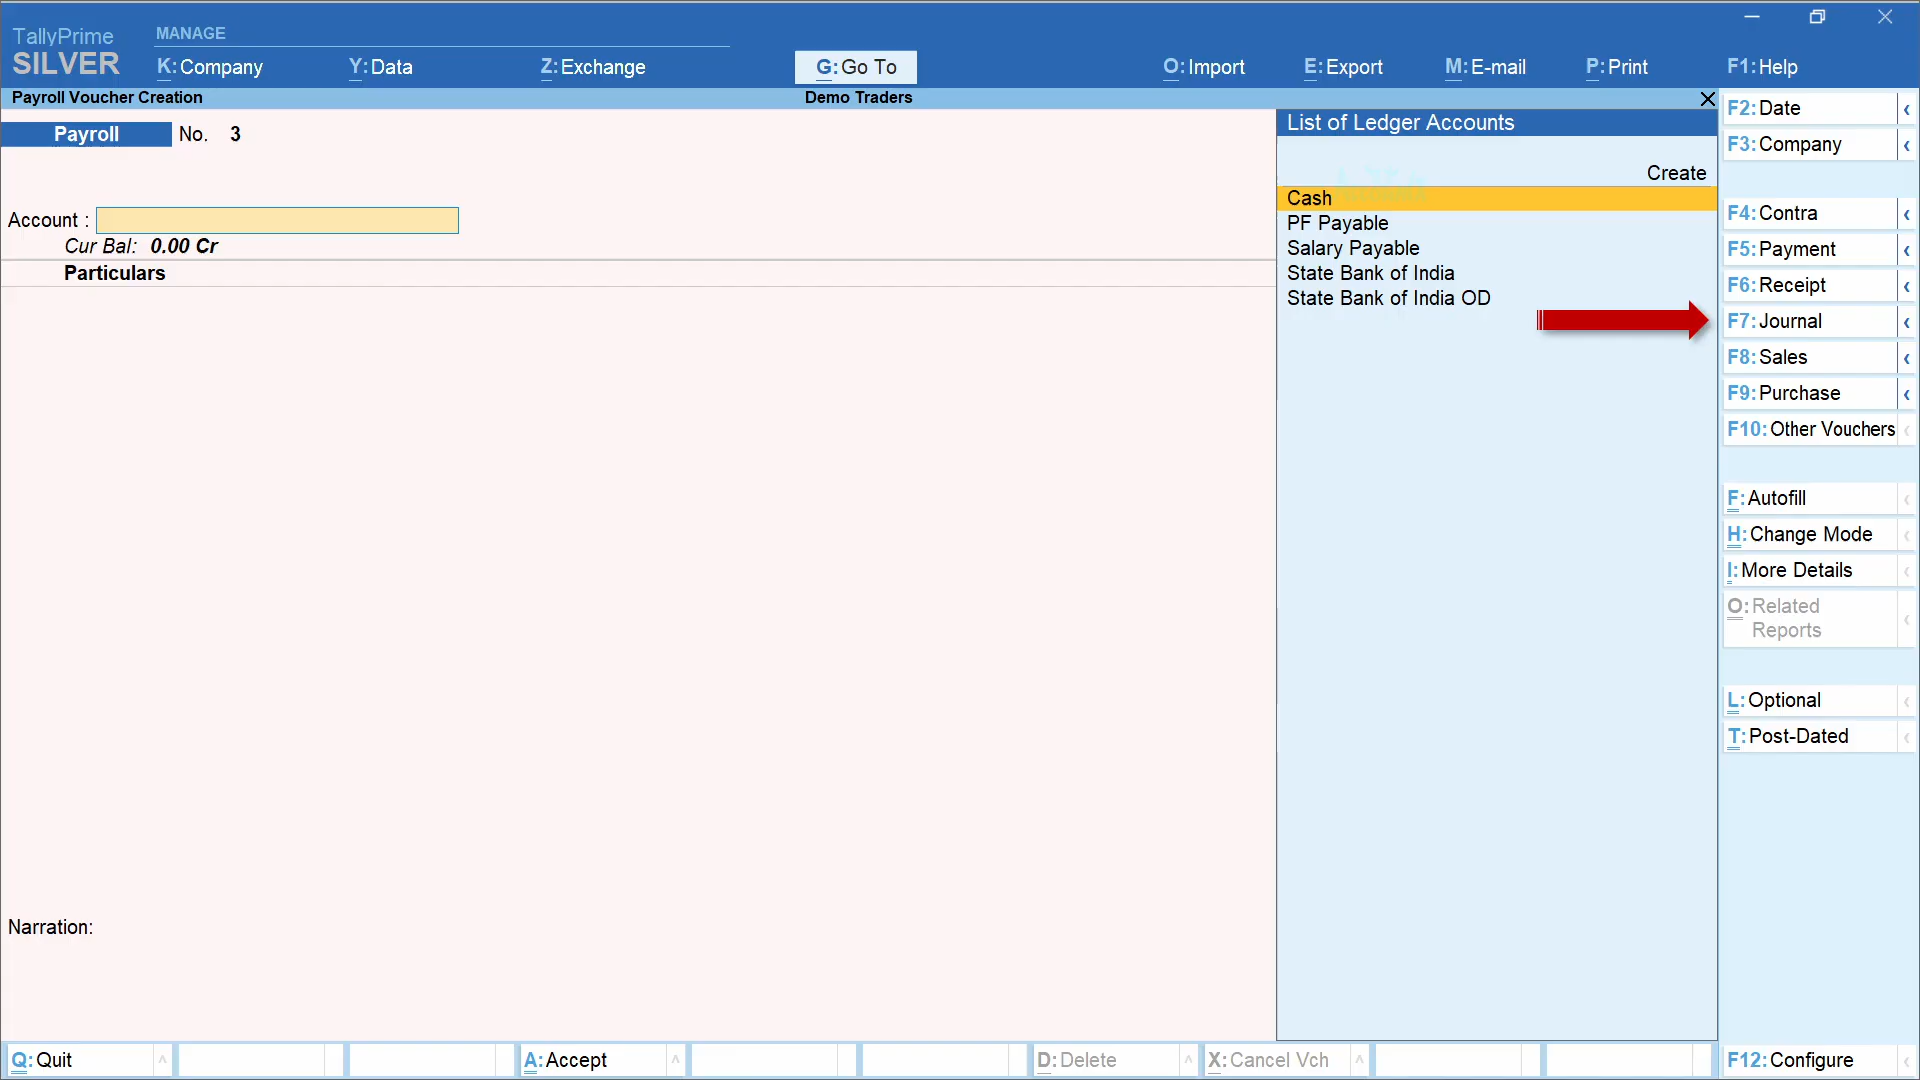 TallyPrime
SILVER
MANAGE
K: Company
Y: Data
Z: Exchange
G: Go To
O: Import
E: Export
M: E-mail
P: Print
F1: Help
Payroll Voucher Creation
Demo Traders
Payroll No. 3
Account :
Cur Bal: 0.00 Cr
Particulars
Narration:
List of Ledger Accounts
Create
Cash
PF Payable
Salary Payable
State Bank of India
State Bank of India OD
F2: Date
F3: Company
F4: Contra
F5: Payment
F6: Receipt
F7: Journal
F8: Sales
F9: Purchase
F10: Other Vouchers
F: Autofill
H: Change Mode
I: More Details
O: Related
Reports
L: Optional
T: Post-Dated
Q: Quit
A: Accept
D: Delete
X: Cancel Vch
F12: Configure